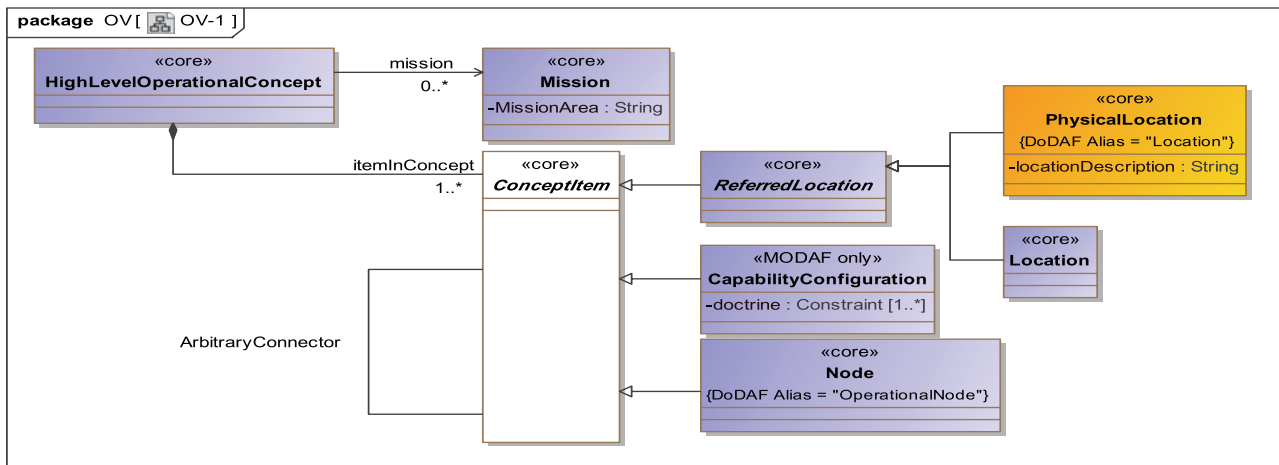 package OV[ OV-1 ]
«core»
HighLevelOperationalConcept
mission
0..*
«core»
Mission
-MissionArea : String
itemInConcept
1..*
«core»
ConceptItem
«core»
ReferredLocation
«core»
PhysicalLocation
{DoDAF Alias = "Location"}
-locationDescription : String
«core»
Location
«MODAF only»
CapabilityConfiguration
-doctrine : Constraint [1..*]
ArbitraryConnector
«core»
Node
{DoDAF Alias = "OperationalNode"}